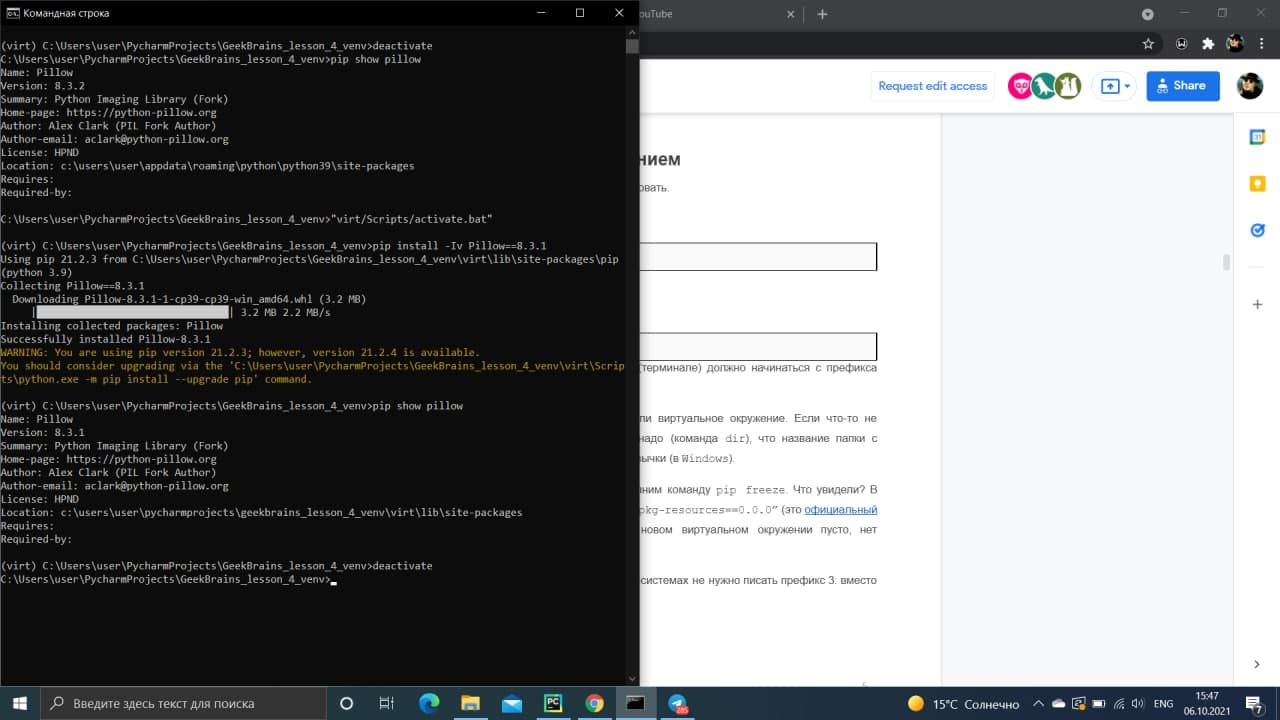 Командная строка
(virt) C:\Users\user\PycharmProjects\GeekBrains_lesson_4_venv>deactivate
C:\Users\user\PycharmProjects\GeekBrains_lesson_4_venv>pip show pillow
Name: Pillow
Version: 8.3.2
Summary: Python Imaging Library (Fork)
Home-page: https://python-pillow.org
Author: Alex Clark (PIL Fork Author)
Author-email: aclark@python-pillow.org
License: HPND
Location: c:\users\user\appdata\roaming\python\python39\site-packages
Requires:
Required-by:
C:\Users\user\PycharmProjects\GeekBrains_lesson_4_venv>"virt/Scripts/activate.bat"
(virt) C:\Users\user\PycharmProjects\GeekBrains_lesson_4_venv>pip install -Iv Pillow==8.3.1
Using pip 21.2.3 from C:\Users\user\PycharmProjects\GeekBrains_lesson_4_venv\virt\lib\site-packages\pip
(python 3.9)
Collecting Pillow==8.3.1
Downloading Pillow-8.3.1-1-cp39-cp39-win_amd64.whl (3.2 MB)
| | 3.2 MB 2.2 MB/s
Installing collected packages: Pillow
Successfully installed Pillow-8.3.1
WARNING: You are using pip version 21.2.3; however, version 21.2.4 is available.
You should consider upgrading via the 'C:\Users\user\PycharmProjects\GeekBrains_lesson_4_venv\virt\Scrip
ts\python.exe -m pip install --upgrade pip' command.
(virt) C:\Users\user\PycharmProjects\GeekBrains_lesson_4_venv>pip show pillow
Name: Pillow
Version: 8.3.1
Summary: Python Imaging Library (Fork)
Home-page: https://python-pillow.org
Author: Alex Clark (PIL Fork Author)
Author-email: aclark@python-pillow.org
License: HPND
Location: c:\users\user\pycharmprojects\geekbrains_lesson_4_venv\virt\lib\site-packages
Requires:
Required-by:
(virt) C:\Users\user\PycharmProjects\GeekBrains_lesson_4_venv>deactivate
C:\Users\user\PycharmProjects\GeekBrains_lesson_4_venv>
ouTube
Request edit access
Share
нием
овать.
(терминале) должно начинаться с префикса
ли виртуальное окружение. Если что-то не
надо (команда dir), что название папки с
ычки (в Windows).
ним команду pip freeze. Что увидели? В
pkg-resources==0.0.0" (это официальный
новом виртуальном окружении пусто, нет
системах не нужно писать префикс 3: вместо
Введите здесь текст для поиска
15°C Солнечно
ENG
15:47
06.10.2021
7